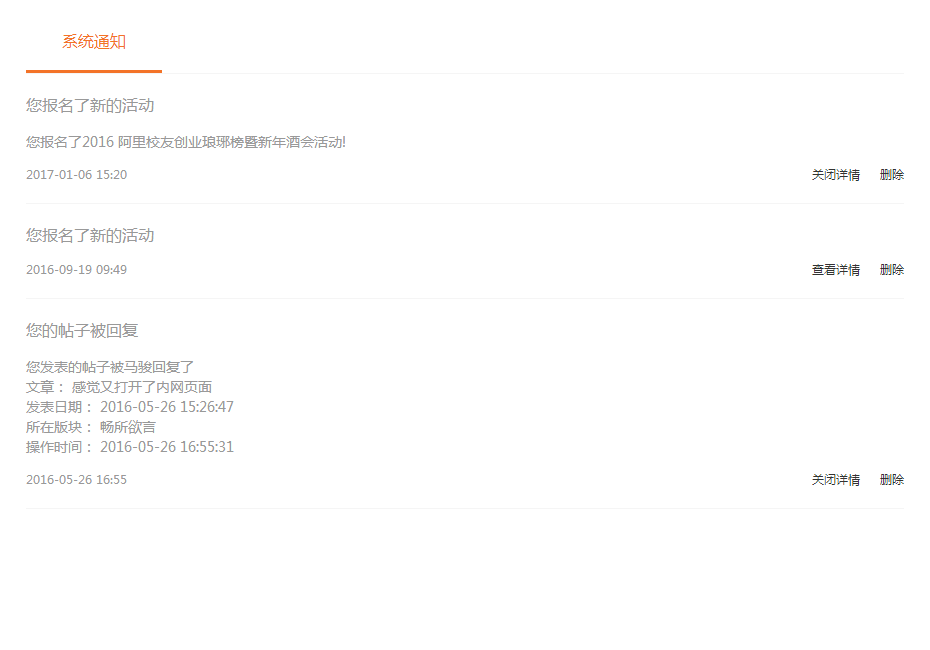 系统通知
您报名了新的活动
您报名了2016 阿里校友创业琅琊榜暨新年酒会活动!
2017-01-06 15:20 关闭详情 删除
您报名了新的活动
2016-09-19 09:49 查看详情 删除
您的帖子被回复
您发表的帖子被马骏回复了
文章： 感觉又打开了内网页面
发表日期： 2016-05-26 15:26:47
所在版块： 畅所欲言
操作时间： 2016-05-26 16:55:31
2016-05-26 16:55 关闭详情 删除